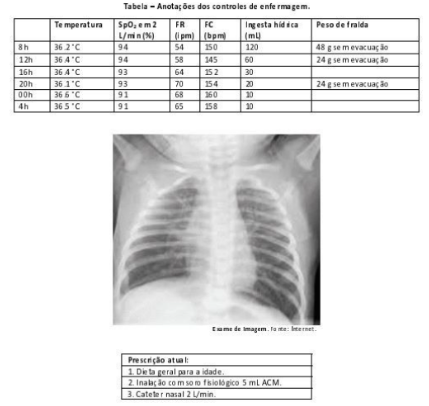 Tabela – Anotações dos controles de enfermagem.
Temperatura SpO₂ em 2 L/min (%) FR (ipm) FC (bpm) Ingesta hídrica (mL) Peso de fralda
8h 36.2 °C 94 54 150 120 48 g sem evacuação
12h 36.4 °C 94 58 145 60 24 g sem evacuação
16h 36.4 °C 93 64 152 30
20h 36.1 °C 93 70 154 20 24 g sem evacuação
00h 36.6 °C 91 68 160 10
4h 36.5 °C 91 65 158 10
Exame de Imagem. Fonte: Internet.
Prescrição atual:
1. Dieta geral para a idade.
2. Inalação com soro fisiológico 5 mL ACM.
3. Cateter nasal 2 L/min.